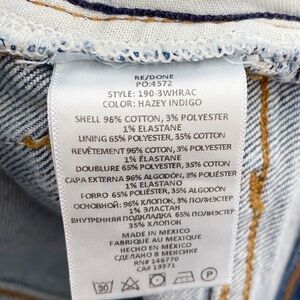 RE/DONE
PO:4572
STYLE: 190-3WHRAC
COLOR: HAZEY INDIGO
SHELL 96% COTTON, 3% POLYESTER
1% ELASTANE
LINING 65% POLYESTER, 35% COTTON
REVÊTEMENT 96% COTON, 3% POLYESTER
1% ÉLASTANE
DOUBLURE 65% POLYESTER, 35% COTON
CAPA EXTERNA 96% ALGODÓN, 3% POLIÉSTER
1% ELASTANO
FORRO 65% POLIÉSTER, 35% ALGODÓN
ОСНОВНОЙ: 96% ХЛОПОК, 3% ПОЛИЭСТЕР
1% ЭЛАСТАН
ВНУТРЕННЯЯ ПОДКЛАДКА 65% ПОЛИЭСТЕР
35% ХЛОПОК
MADE IN MEXICO
FABRIQUÉ AU MEXIQUE
HECHO EN MÉXICO
СДЕЛАНО В МЕКСИКЕ
RN# 146770
CA# 19971
30
P